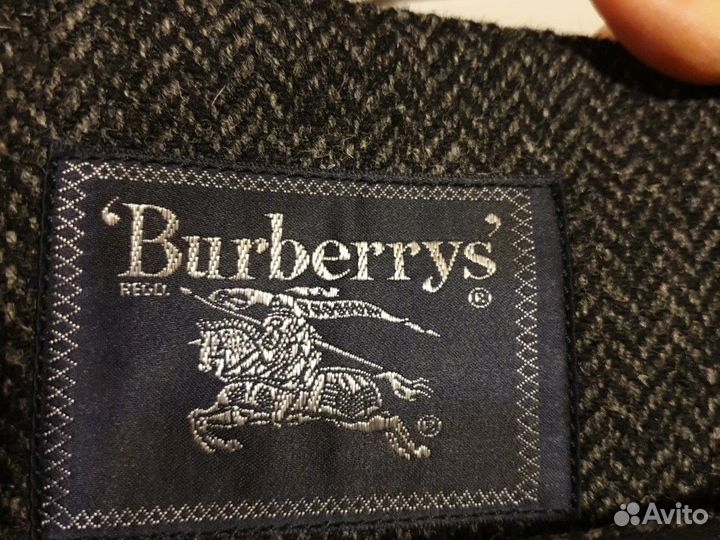 'Burberrys'
REGD. ®
®
Avito